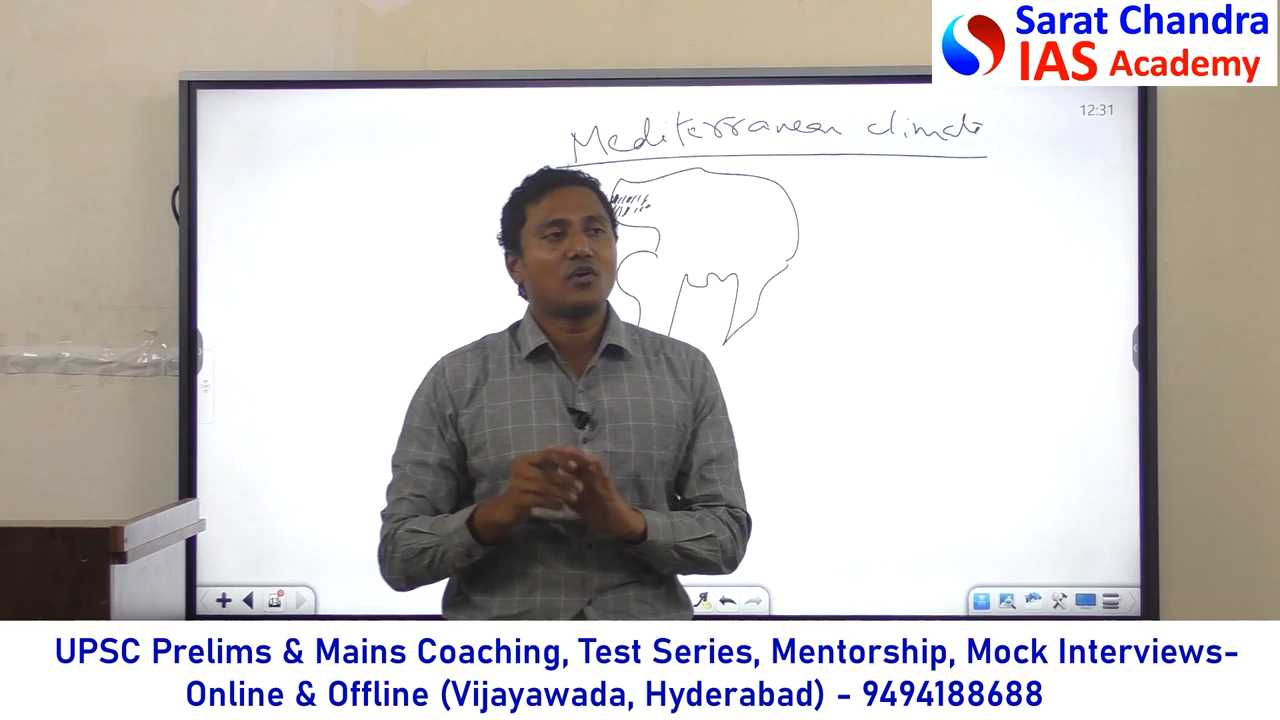 Sarat Chandra
IAS Academy
12:31
Mediterranean climate
UPSC Prelims & Mains Coaching, Test Series, Mentorship, Mock Interviews-
Online & Offline (Vijayawada, Hyderabad) - 9494188688